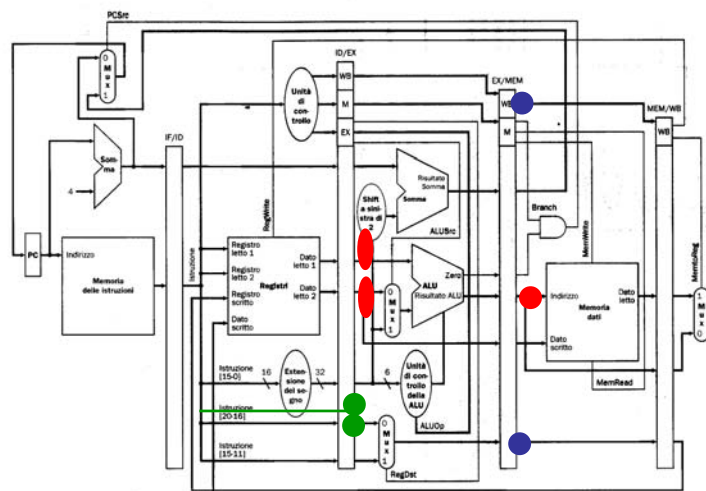 PCSrc
0
M
u
x
1
ID/EX
WB
M
EX
Unità
di
controllo
EX/MEM
WB
M
MEM/WB
WB
IF/ID
Som-
ma
4
Risultato
Somma
Somma
Shift
a sini-
stra di
2
Branch
RegWrite
ALUSrc
MemWrite
MemtoReg
PC
Indirizzo
Memoria
delle istruzioni
Istruzione
Registro
letto 1
Registro
letto 2
Registro
scritto
Dato
scritto
Registri
Dato
letto 1
Dato
letto 2
0
M
u
x
1
ALU
Zero
Risultato ALU
Indirizzo
Dato
letto
Memoria
dati
Dato
scritto
MemRead
1
M
u
x
0
Istruzione
[15-0]
16
Esten-
sione
del segno
32
6
Unità
di con-
trollo
della
ALU
ALUOp
Istruzione
[20-16]
Istruzione
[15-11]
0
M
u
x
1
RegDst